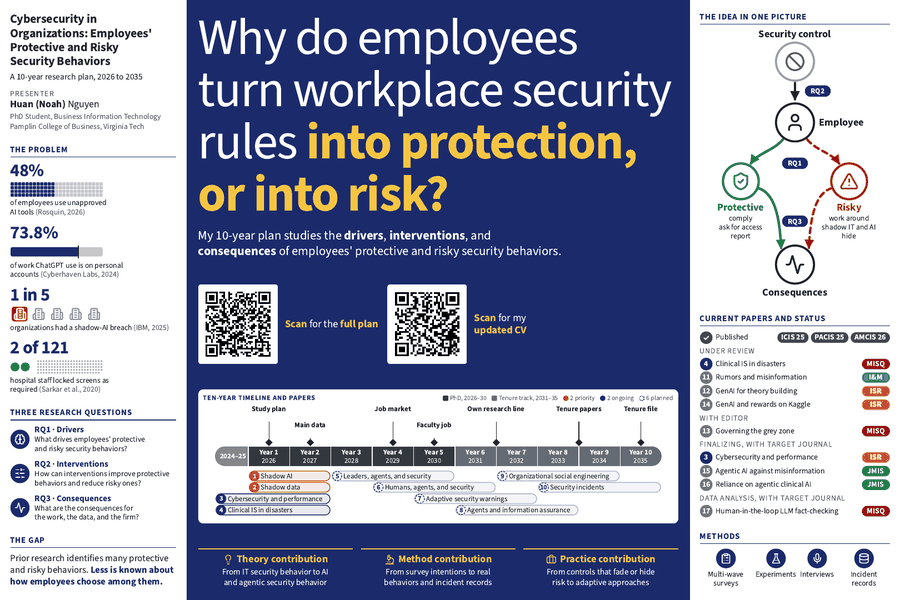 Cybersecurity in
Organizations: Employees'
Protective and Risky
Security Behaviors
A 10-year research plan, 2026 to 2035
PRESENTER
Huan (Noah) Nguyen
PhD Student, Business Information Technology
Pamplin College of Business, Virginia Tech
THE PROBLEM
48%
of employees use unapproved
AI tools (Rosquin, 2026)
73.8%
of work ChatGPT use is on personal
accounts (Cyberhaven Labs, 2024)
1 in 5
organizations had a shadow-AI breach (IBM, 2025)
2 of 121
hospital staff locked screens as
required (Sarkar et al., 2020)
THREE RESEARCH QUESTIONS
RQ1 · Drivers
What drives employees' protective
and risky security behaviors?
RQ2 · Interventions
How can interventions improve protective
behaviors and reduce risky ones?
RQ3 · Consequences
What are the consequences for
the work, the data, and the firm?
THE GAP
Prior research identifies many protective
and risky behaviors. Less is known about
how employees choose among them.
Why do employees
turn workplace security
rules into protection,
or into risk?
My 10-year plan studies the drivers, interventions, and
consequences of employees' protective and risky security behaviors.
Scan for the full plan
Scan for my
updated CV
TEN-YEAR TIMELINE AND PAPERS
PhD, 2026–30
Tenure track, 2031–35
2 priority
2 ongoing
6 planned
Study plan
Job market
Own research line
Tenure papers
Tenure file
Main data
Faculty job
2024–25
Year 1
2026
Year 2
2027
Year 3
2028
Year 4
2029
Year 5
2030
Year 6
2031
Year 7
2032
Year 8
2033
Year 9
2034
Year 10
2035
1 Shadow AI
5 Leaders, agents, and security
9 Organizational social engineering
2 Shadow data
6 Humans, agents, and security
10 Security incidents
3 Cybersecurity and performance
7 Adaptive security warnings
4 Clinical IS in disasters
8 Agents and information assurance
Theory contribution
From IT security behavior to AI
and agentic security behavior
Method contribution
From survey intentions to real
behaviors and incident records
Practice contribution
From controls that fade or hide
risk to adaptive approaches
THE IDEA IN ONE PICTURE
Security control
RQ2
Employee
RQ1
Protective
comply
ask for access
report
Risky
work around
shadow IT and AI
hide
RQ3
Consequences
CURRENT PAPERS AND STATUS
Published
ICIS 25
PACIS 25
AMCIS 26
UNDER REVIEW
4 Clinical IS in disasters MISQ
11 Rumors and misinformation I&M
12 GenAI for theory building ISR
14 GenAI and rewards on Kaggle ISR
WITH EDITOR
13 Governing the grey zone MISQ
FINALIZING, WITH TARGET JOURNAL
3 Cybersecurity and performance ISR
15 Agentic AI against misinformation JMIS
16 Reliance on agentic clinical AI JMIS
DATA ANALYSIS, WITH TARGET JOURNAL
17 Human-in-the-loop LLM fact-checking MISQ
METHODS
Multi-wave
surveys
Experiments
Interviews
Incident
records